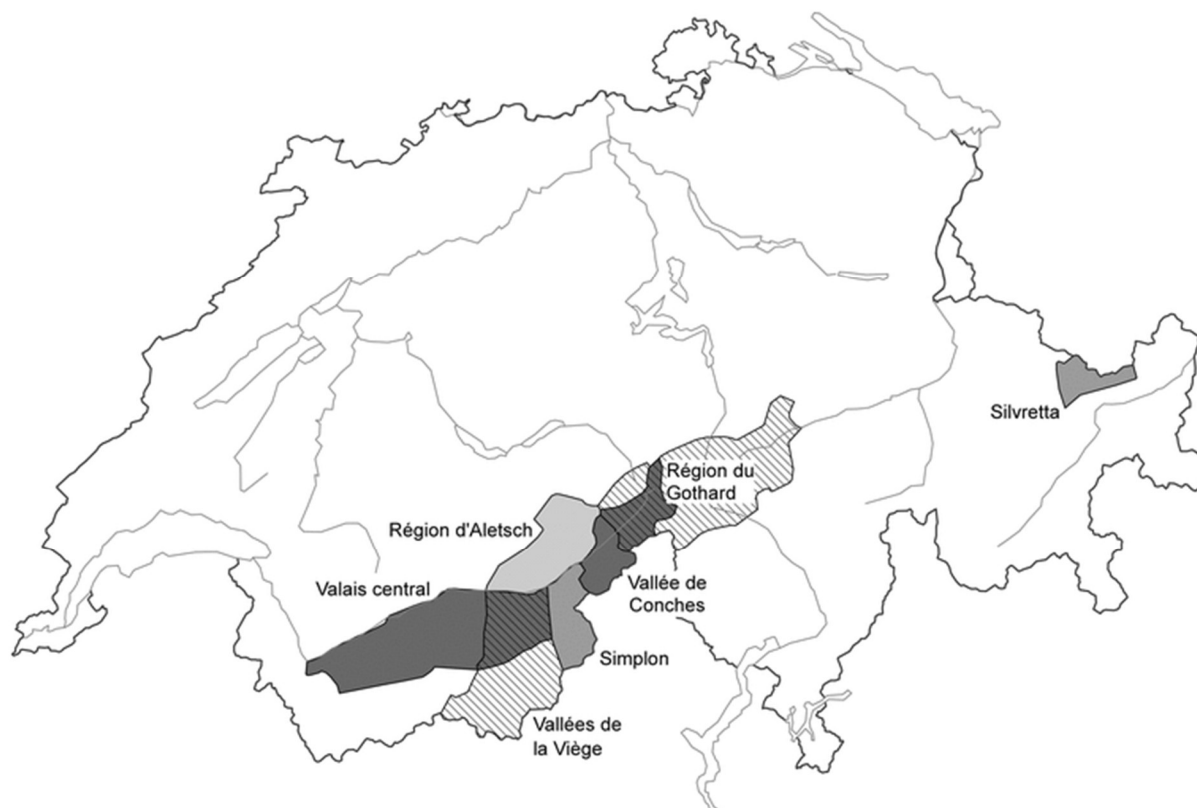 Silvretta
Région du
Gothard
Région d'Aletsch
Valais central
Vallée de
Conches
Simplon
Vallées de
la Viège